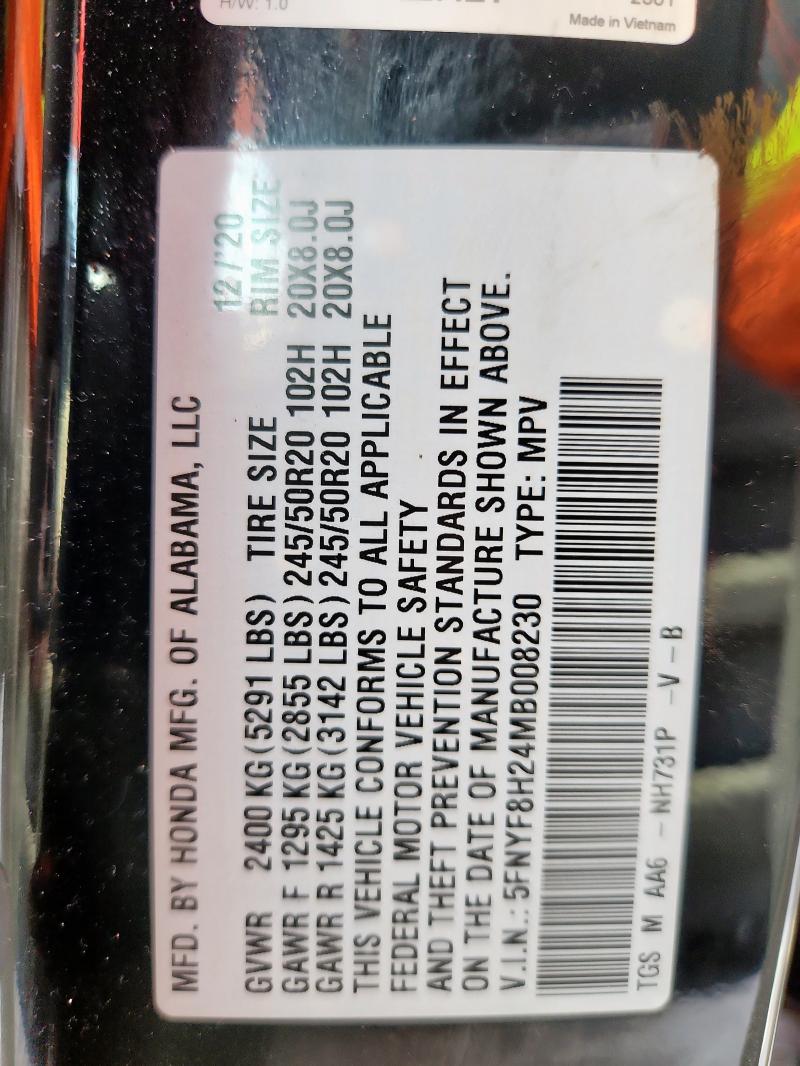 H/W: 1.0
Made in Vietnam
MFD. BY HONDA MFG. OF ALABAMA, LLC
12/'20
GVWR 2400 KG(5291 LBS) TIRE SIZE RIM SIZE
GAWR F 1295 KG(2855 LBS) 245/50R20 102H 20X8.0J
GAWR R 1425 KG(3142 LBS) 245/50R20 102H 20X8.0J
THIS VEHICLE CONFORMS TO ALL APPLICABLE
FEDERAL MOTOR VEHICLE SAFETY
AND THEFT PREVENTION STANDARDS IN EFFECT
ON THE DATE OF MANUFACTURE SHOWN ABOVE.
V.I.N.: 5FNYF8H24MB008230 TYPE: MPV
TGS M AA6 - NH731P -V -B